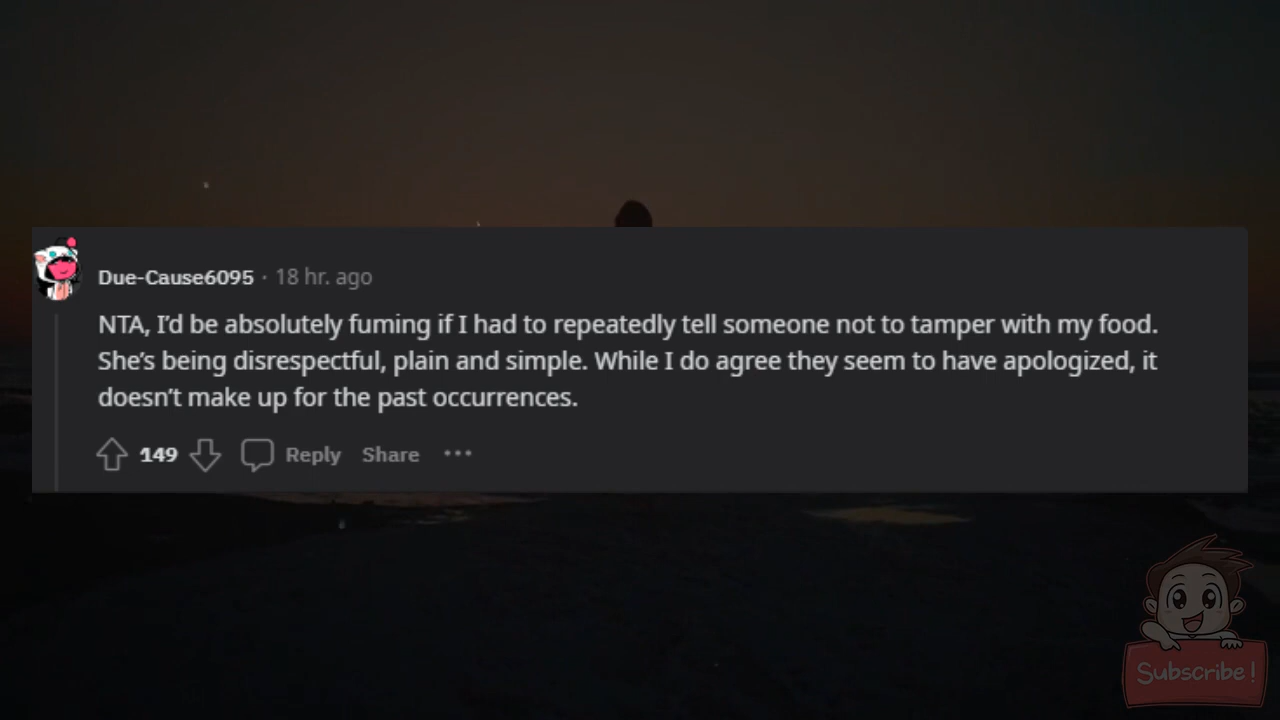 Due-Cause6095 · 18 hr. ago
NTA, I’d be absolutely fuming if I had to repeatedly tell someone not to tamper with my food.
She’s being disrespectful, plain and simple. While I do agree they seem to have apologized, it
doesn’t make up for the past occurrences.
149 Reply Share ···
Subscribe!